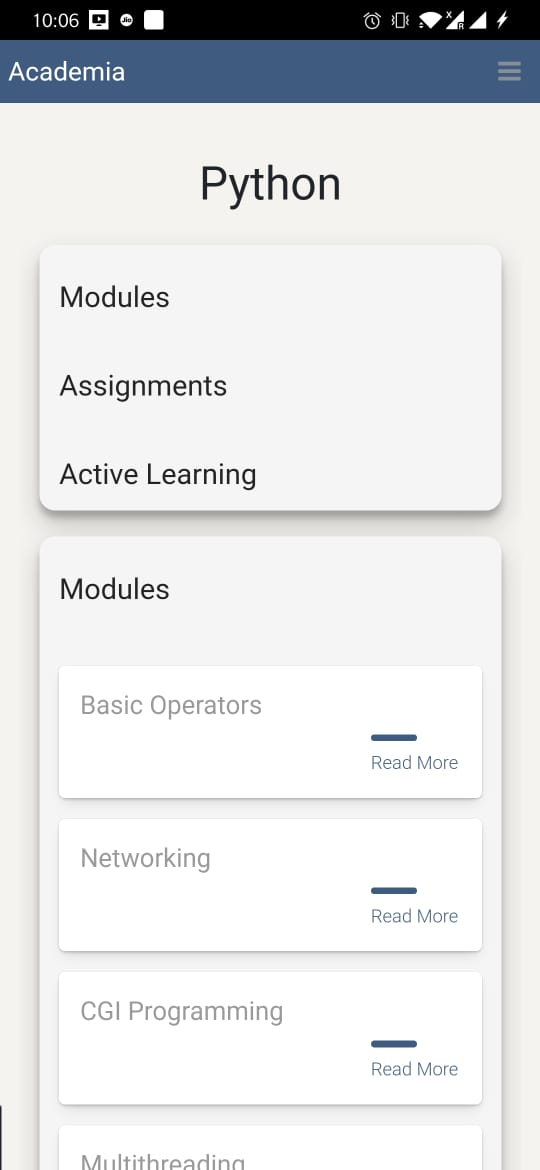 10:06
Academia
Python
Modules
Assignments
Active Learning
Modules
Basic Operators
Read More
Networking
Read More
CGI Programming
Read More
Multithreading